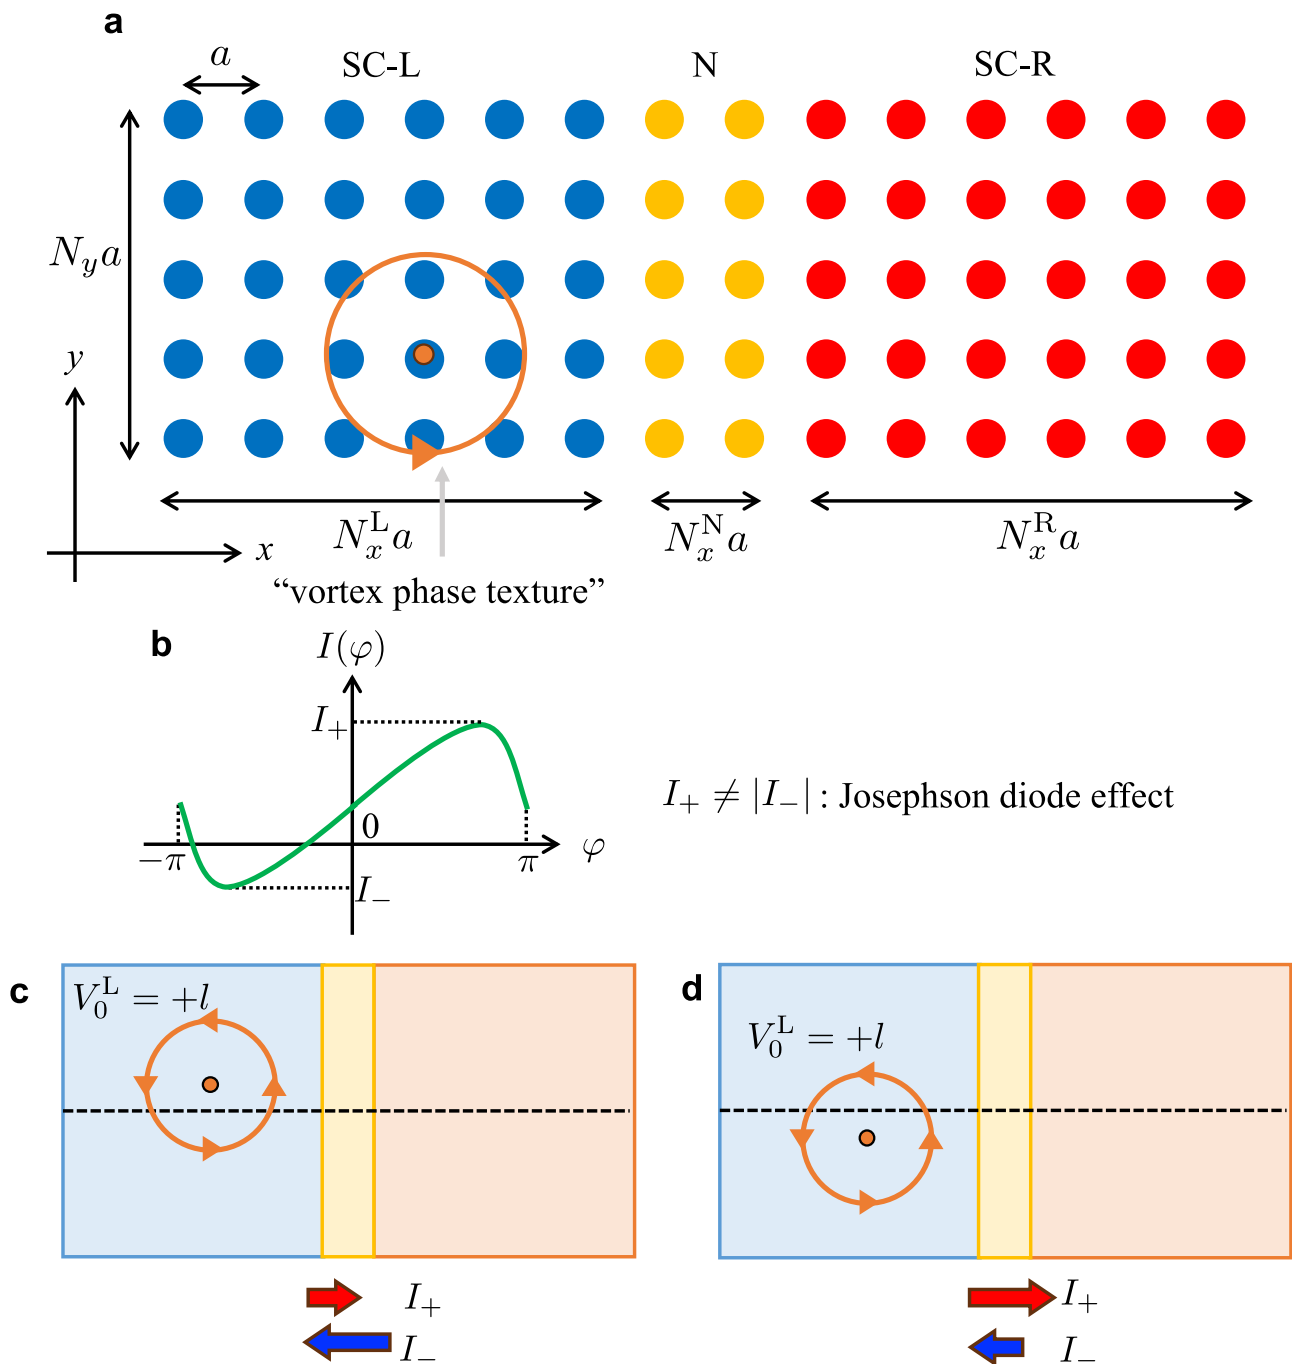 a
a SC-L N SC-R
N_y a
y
x
N_x^L a N_x^N a N_x^R a
“vortex phase texture”
b
I(φ)
I_+
I_+ ≠ |I_−| : Josephson diode effect
0
−π π φ
I_−
c V_0^L = +l
d V_0^L = +l
I_+ I_+
I_− I_−